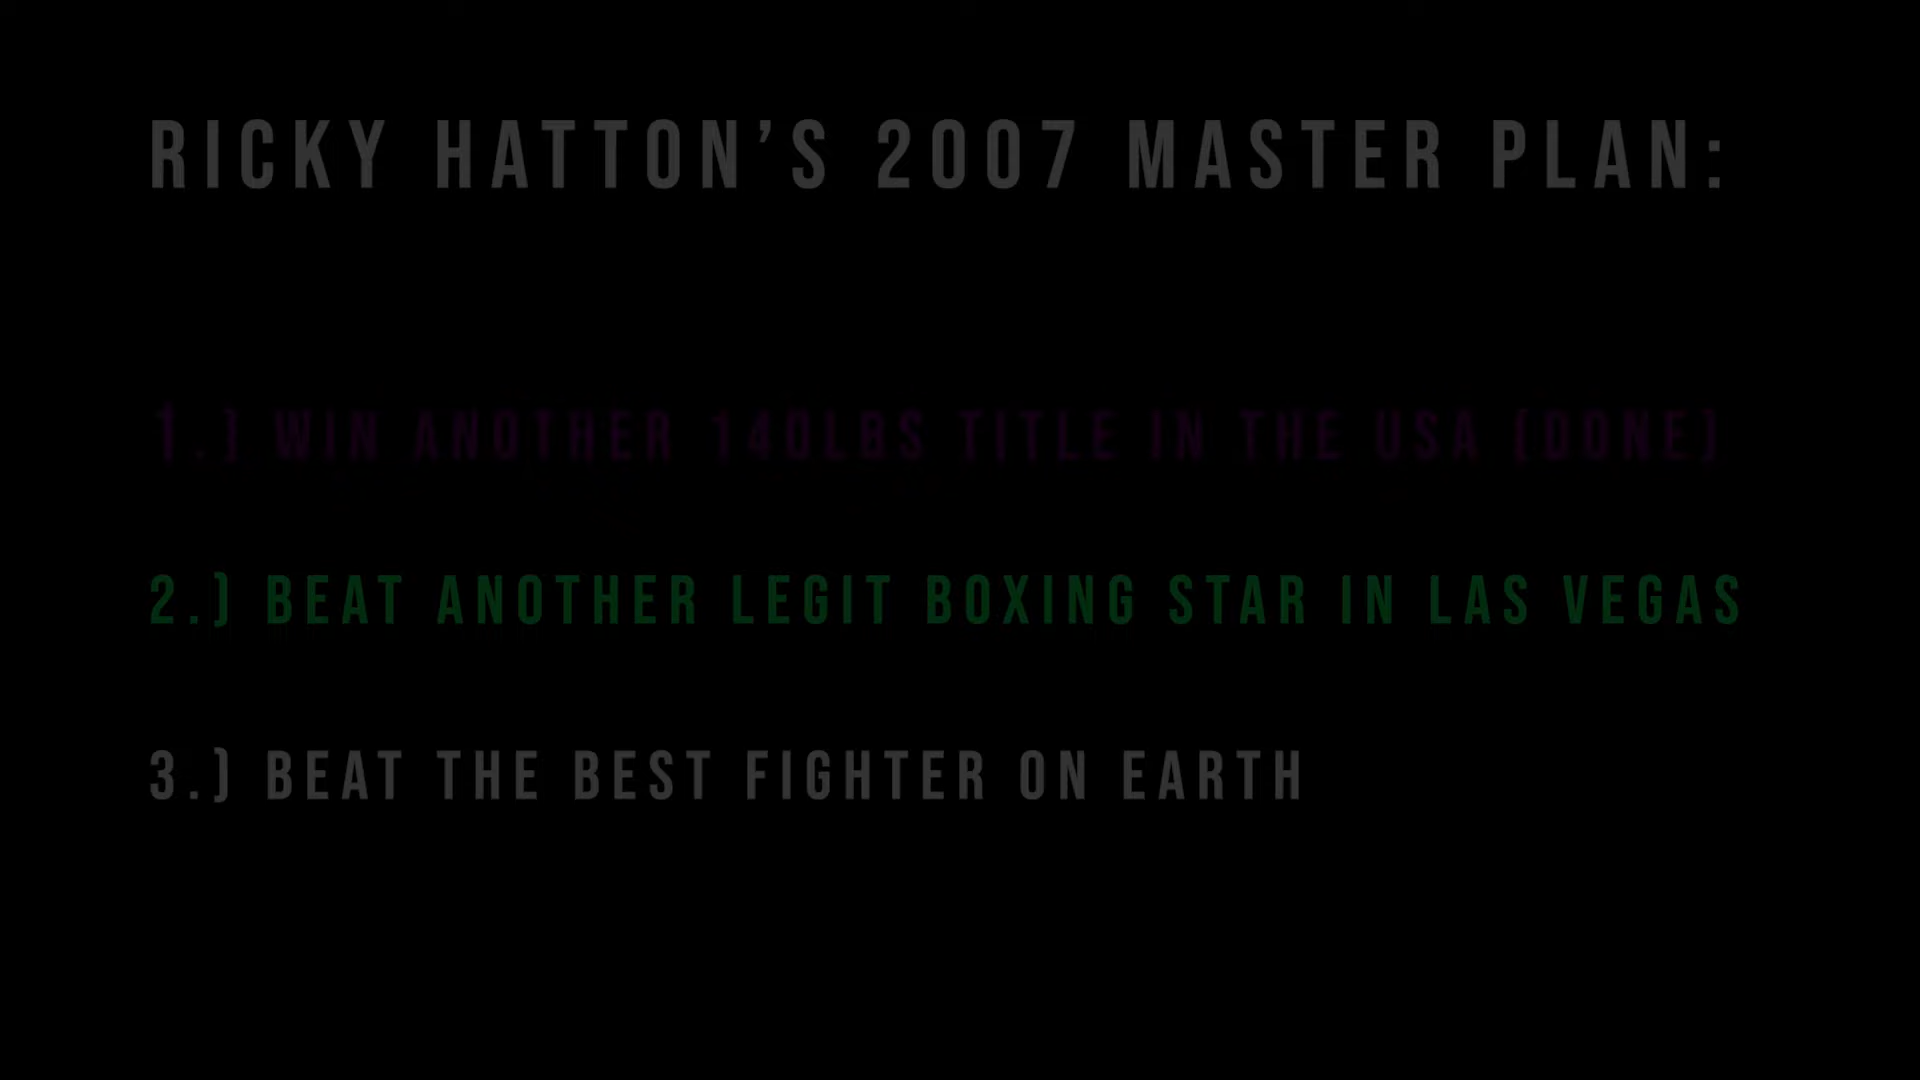 RICKY HATTON’S 2007 MASTER PLAN:
1.) WIN ANOTHER 140LBS TITLE IN THE USA (DONE)
2.) BEAT ANOTHER LEGIT BOXING STAR IN LAS VEGAS
3.) BEAT THE BEST FIGHTER ON EARTH